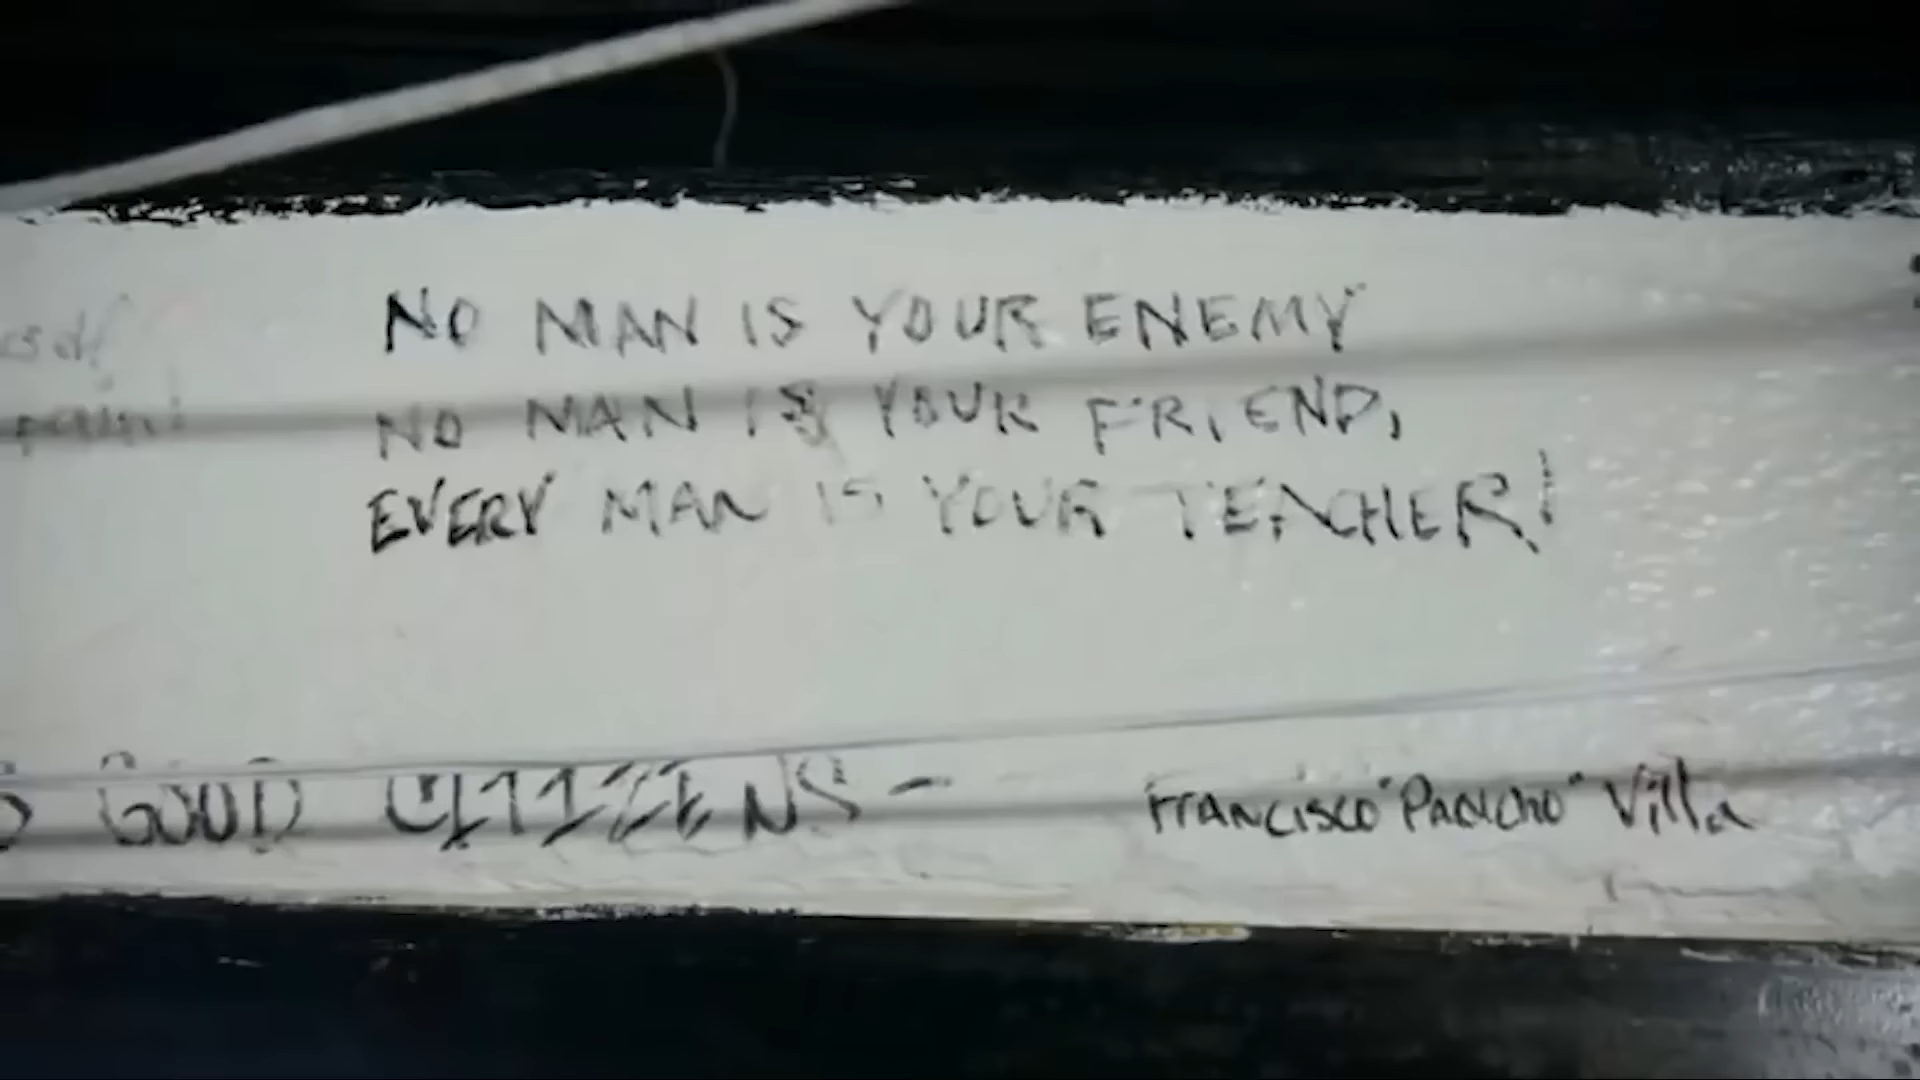 NO MAN IS YOUR ENEMY
NO MAN IS YOUR FRIEND,
EVERY MAN IS YOUR TEACHER!
GOOD CITIZENS - FRANCISCO "PANCHO" Villa